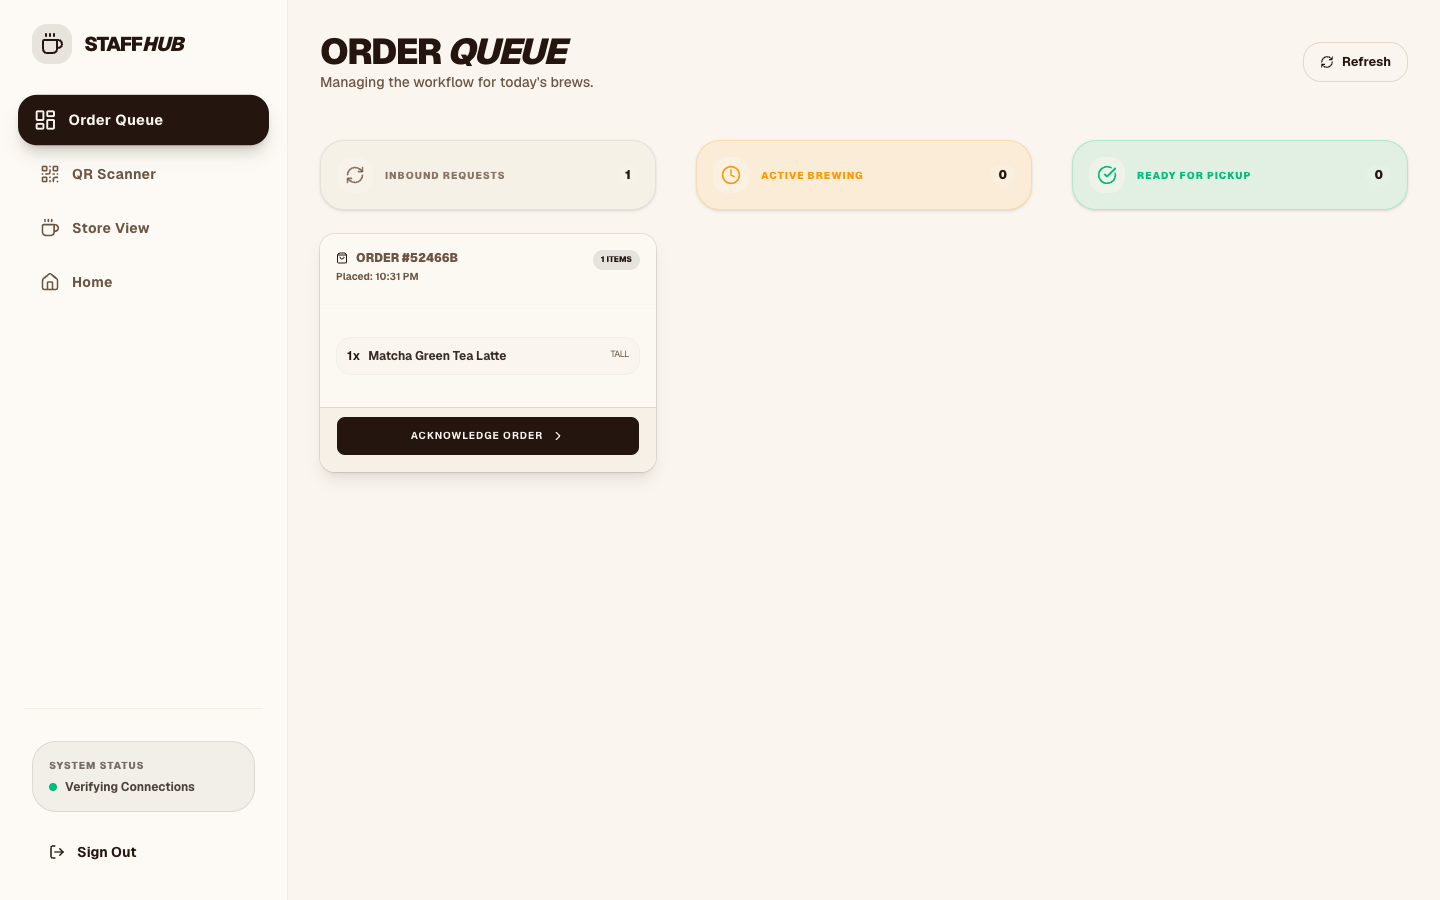 STAFFHUB
Order Queue
QR Scanner
Store View
Home
SYSTEM STATUS
Verifying Connections
Sign Out
ORDER QUEUE
Managing the workflow for today's brews.
Refresh
INBOUND REQUESTS 1
ACTIVE BREWING 0
READY FOR PICKUP 0
ORDER #52466B 1 ITEMS
Placed: 10:31 PM
1x Matcha Green Tea Latte TALL
ACKNOWLEDGE ORDER